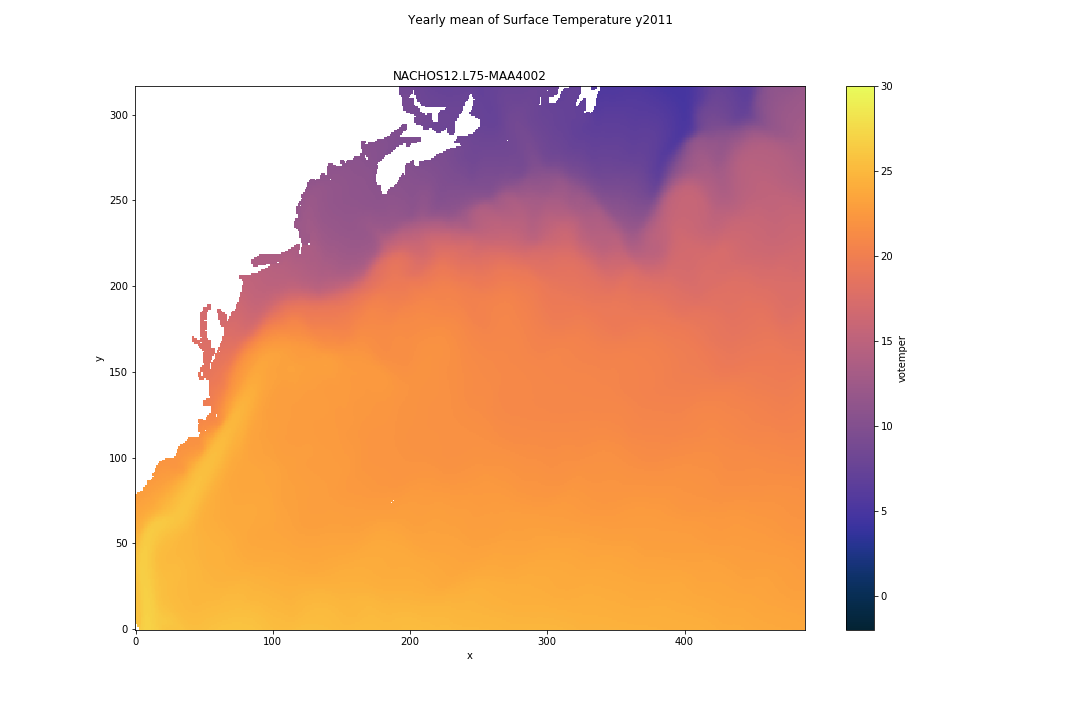 Yearly mean of Surface Temperature y2011
NACHOS12.L75-MAA4002
300
250
200
150
100
50
0
y
0 100 200 300 400
x
30
25
20
15
10
5
0
votemper